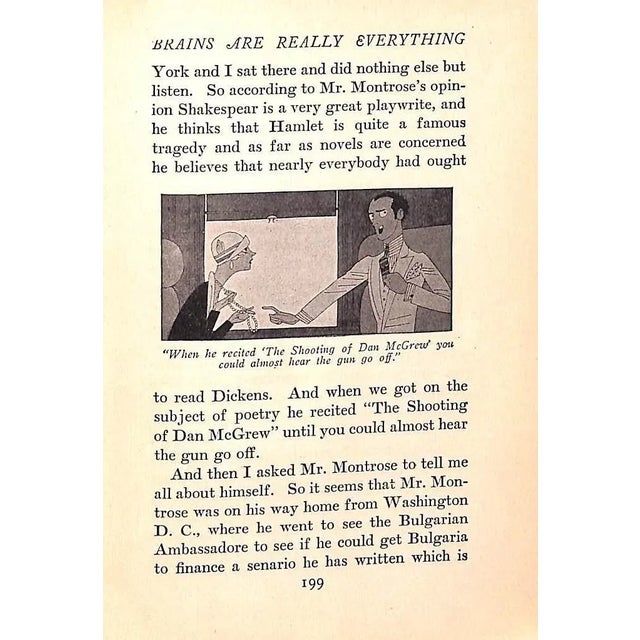 BRAINS ARE REALLY EVERYTHING
York and I sat there and did nothing else but
listen. So according to Mr. Montrose's opin-
ion Shakespear is a very great playwrite, and
he thinks that Hamlet is quite a famous
tragedy and as far as novels are concerned
he believes that nearly everybody had ought
"When he recited 'The Shooting of Dan McGrew' you
could almost hear the gun go off."
to read Dickens. And when we got on the
subject of poetry he recited "The Shooting
of Dan McGrew" until you could almost hear
the gun go off.
And then I asked Mr. Montrose to tell me
all about himself. So it seems that Mr. Mon-
trose was on his way home from Washington
D. C., where he went to see the Bulgarian
Ambassadore to see if he could get Bulgaria
to finance a senario he has written which is
199